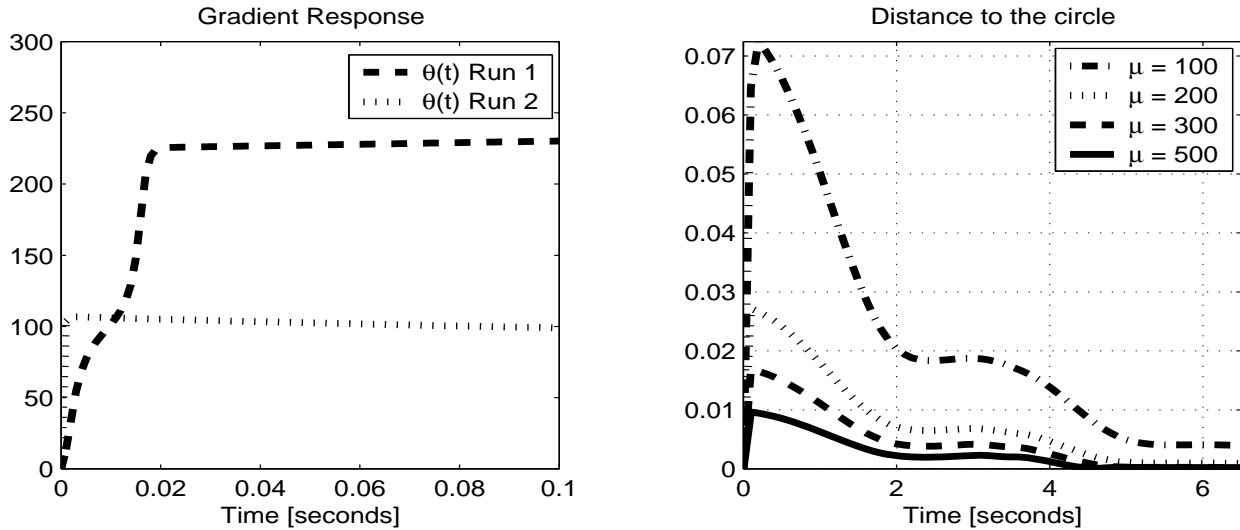 Gradient Response
300
250
200
150
100
50
0
0 0.02 0.04 0.06 0.08 0.1
Time [seconds]
θ(t) Run 1
θ(t) Run 2
Distance to the circle
0.07
0.06
0.05
0.04
0.03
0.02
0.01
0
0 2 4 6
Time [seconds]
μ = 100
μ = 200
μ = 300
μ = 500